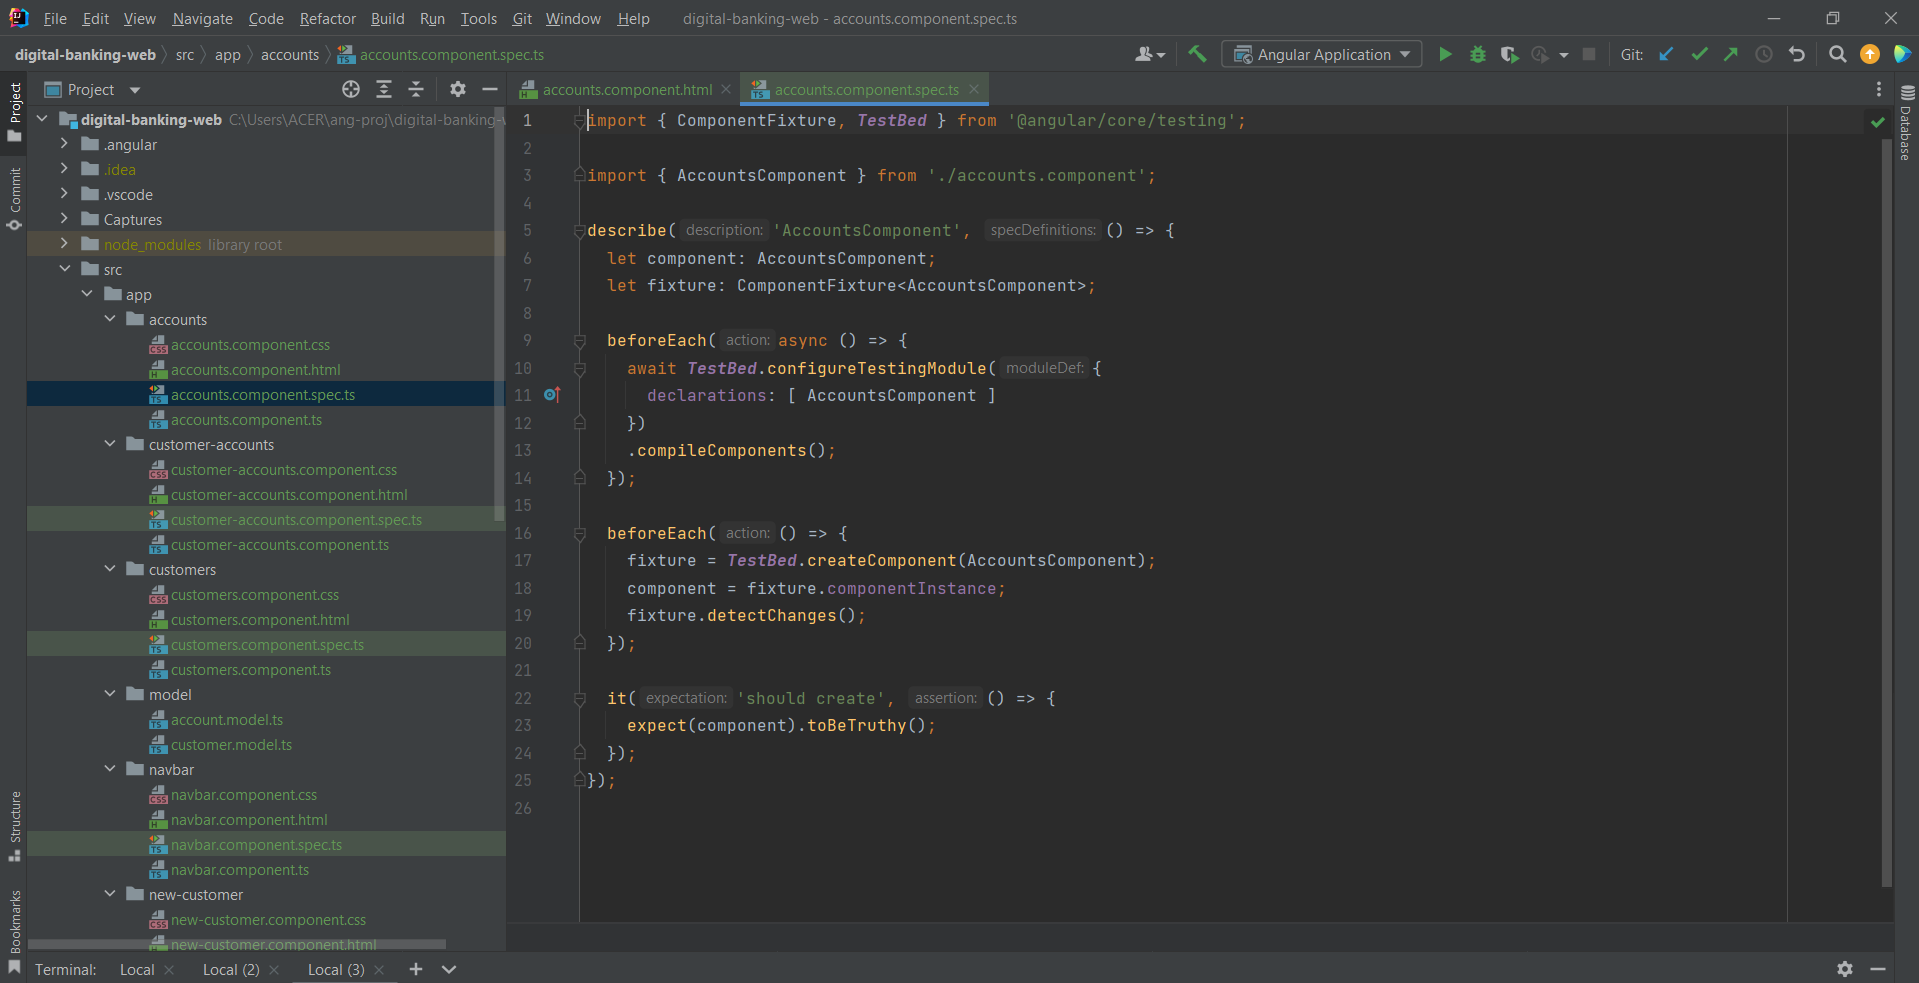 File Edit View Navigate Code Refactor Build Run Tools Git Window Help digital-banking-web - accounts.component.spec.ts
digital-banking-web src app accounts accounts.component.spec.ts Angular Application Git:
Project
accounts.component.html accounts.component.spec.ts
Project
Commit
Structure
Bookmarks
digital-banking-web C:\Users\ACER\ang-proj\digital-banking-w
.angular
.idea
.vscode
Captures
node_modules library root
src
app
accounts
accounts.component.css
accounts.component.html
accounts.component.spec.ts
accounts.component.ts
customer-accounts
customer-accounts.component.css
customer-accounts.component.html
customer-accounts.component.spec.ts
customer-accounts.component.ts
customers
customers.component.css
customers.component.html
customers.component.spec.ts
customers.component.ts
model
account.model.ts
customer.model.ts
navbar
navbar.component.css
navbar.component.html
navbar.component.spec.ts
navbar.component.ts
new-customer
new-customer.component.css
new-customer.component.html
1 import { ComponentFixture, TestBed } from '@angular/core/testing';
2
3 import { AccountsComponent } from './accounts.component';
4
5 describe( description: 'AccountsComponent', specDefinitions: () => {
6 let component: AccountsComponent;
7 let fixture: ComponentFixture<AccountsComponent>;
8
9 beforeEach( action: async () => {
10 await TestBed.configureTestingModule( moduleDef: {
11 declarations: [ AccountsComponent ]
12 })
13 .compileComponents();
14 });
15
16 beforeEach( action: () => {
17 fixture = TestBed.createComponent(AccountsComponent);
18 component = fixture.componentInstance;
19 fixture.detectChanges();
20 });
21
22 it( expectation: 'should create', assertion: () => {
23 expect(component).toBeTruthy();
24 });
25 });
26
Database
Terminal: Local Local (2) Local (3)